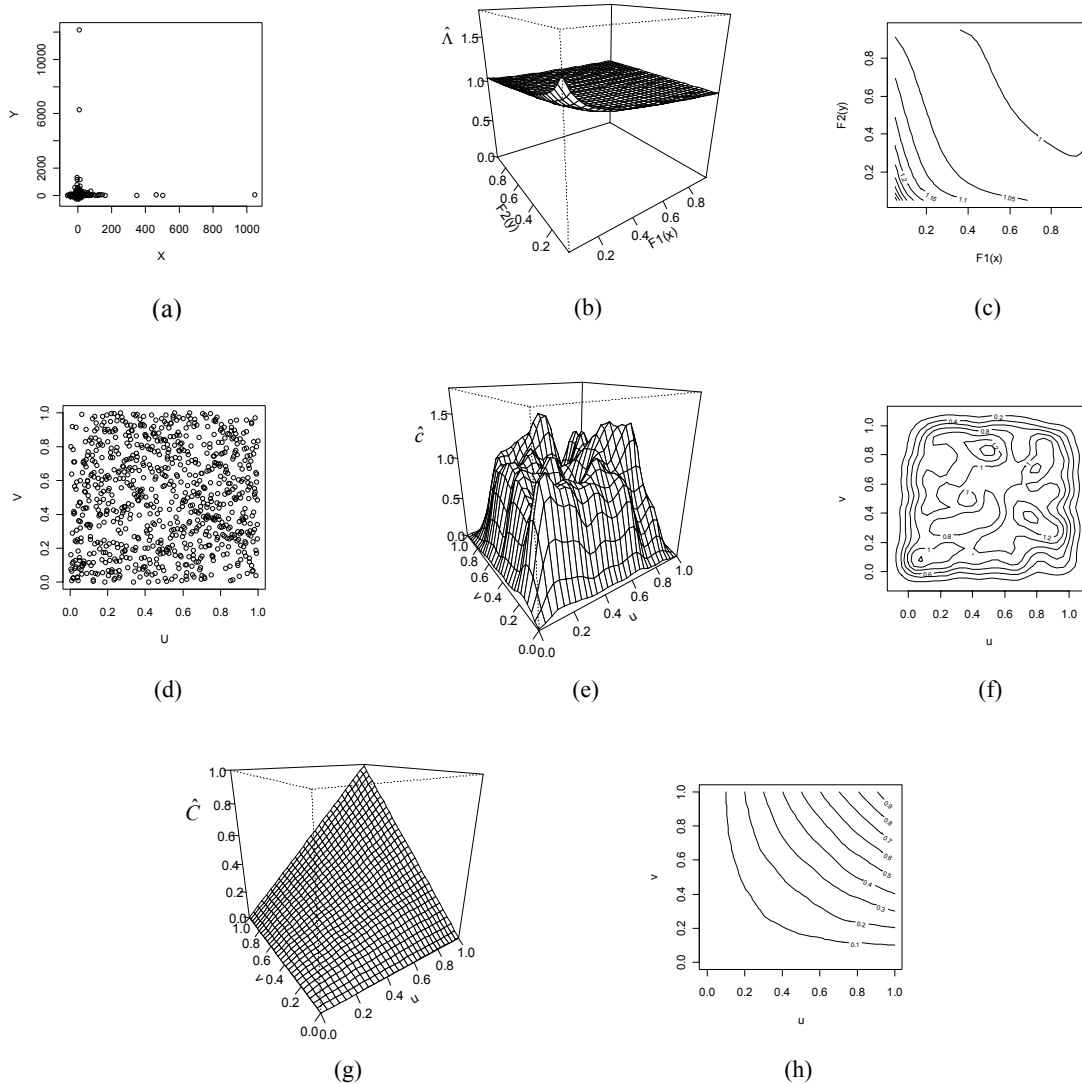 Y
0 2000 6000 10000
0 200 400 600 800 1000
X
(a)
Λ̂
0.0 0.5 1.0 1.5
F2(y)
0.8 0.6 0.4 0.2
F1(x)
0.2 0.4 0.6 0.8
(b)
F2(y)
0.2 0.4 0.6 0.8
1
1.2
1.15
1.1
1.05
0.2 0.4 0.6 0.8
F1(x)
(c)
V
0.0 0.2 0.4 0.6 0.8 1.0
0.0 0.2 0.4 0.6 0.8 1.0
U
(d)
ĉ
0.0 0.5 1.0 1.5
v
1.0 0.8 0.6 0.4 0.2 0.0
u
0.0 0.2 0.4 0.6 0.8 1.0
(e)
v
0.0 0.2 0.4 0.6 0.8 1.0
0.2
0.4
0.8
1
0.8
1
1.2
0.6
0.0 0.2 0.4 0.6 0.8 1.0
u
(f)
Ĉ
0.0 0.2 0.4 0.6 0.8 1.0
v
1.0 0.8 0.6 0.4 0.2 0.0
u
0.0 0.2 0.4 0.6 0.8 1.0
(g)
v
0.0 0.2 0.4 0.6 0.8 1.0
0.9
0.8
0.7
0.6
0.5
0.4
0.3
0.2
0.1
0.0 0.2 0.4 0.6 0.8 1.0
u
(h)